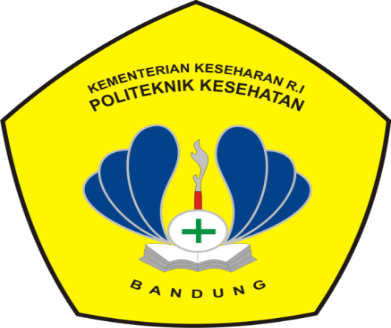 KEMENTERIAN KESEHARAN R.I
POLITEKNIK KESEHATAN
BANDUNG